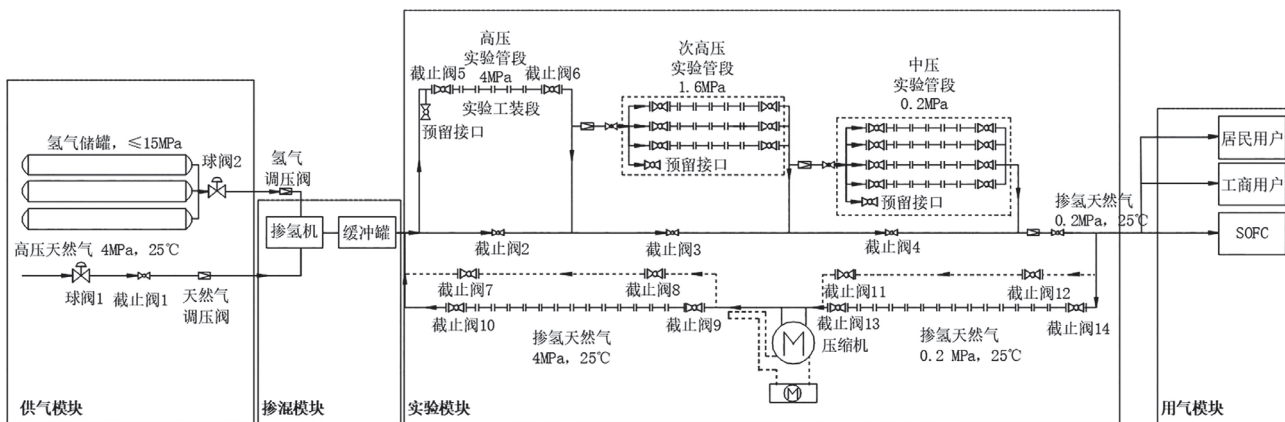 氢气储罐，≤15MPa
球阀2
氢气
调压阀
高压天然气 4MPa，25℃
球阀1
截止阀1
天然气
调压阀
供气模块
掺氢机
缓冲罐
掺混模块
高压
实验管段
4MPa
截止阀5
截止阀6
实验工装段
预留接口
次高压
实验管段
1.6MPa
预留接口
中压
实验管段
0.2MPa
预留接口
截止阀2
截止阀3
截止阀4
掺氢天然气
0.2MPa，25℃
截止阀7
截止阀8
截止阀11
截止阀12
截止阀10
截止阀9
截止阀13
截止阀14
掺氢天然气
4MPa，25℃
M
压缩机
掺氢天然气
0.2 MPa，25℃
M
实验模块
居民用户
工商用户
SOFC
用气模块